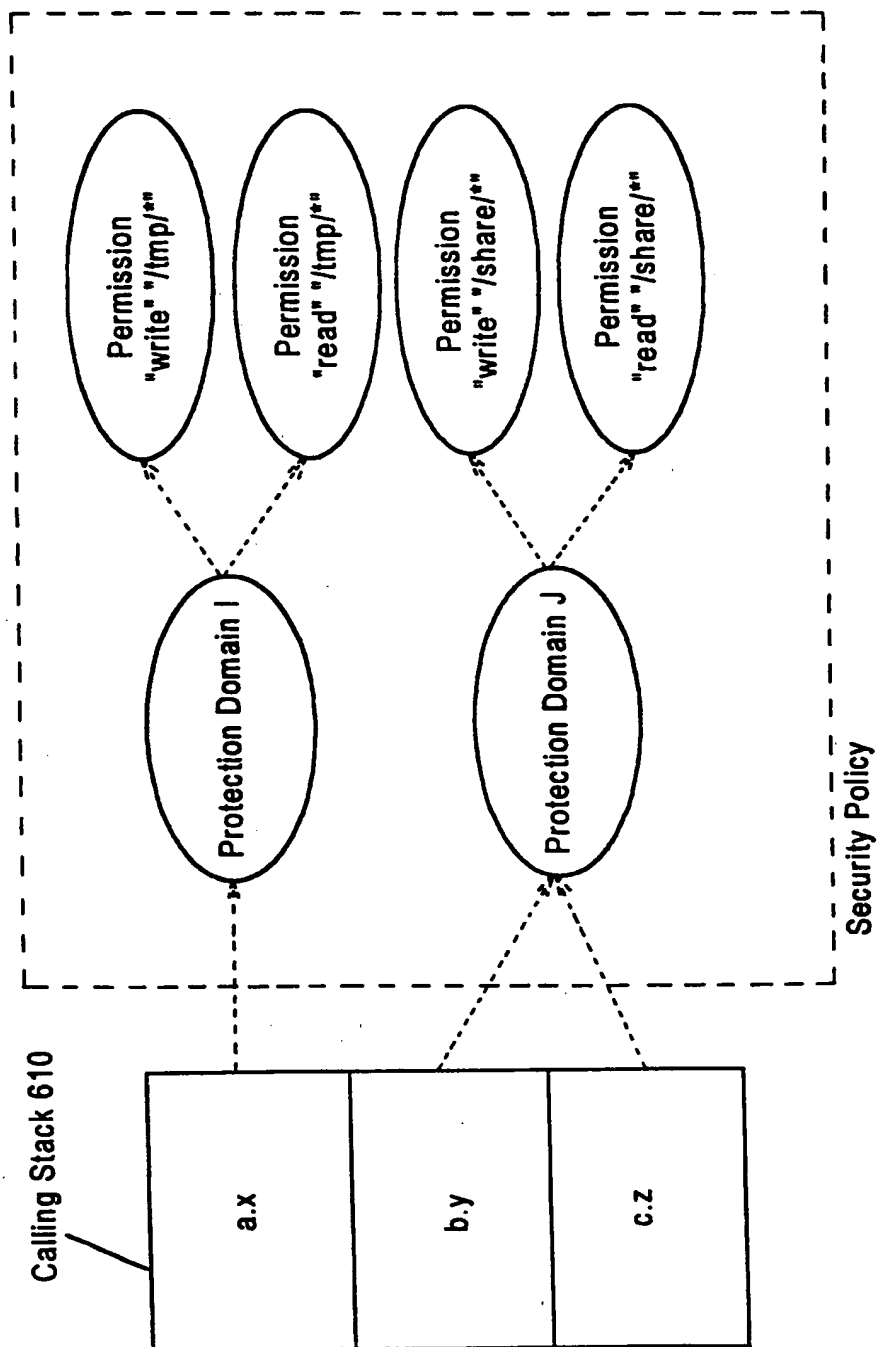 Calling Stack 610
a.x
b.y
c.z
Protection Domain I
Protection Domain J
Permission
"write" "/tmp/*"
Permission
"read" "/tmp/*"
Permission
"write" "/share/*"
Permission
"read" "/share/*"
Security Policy